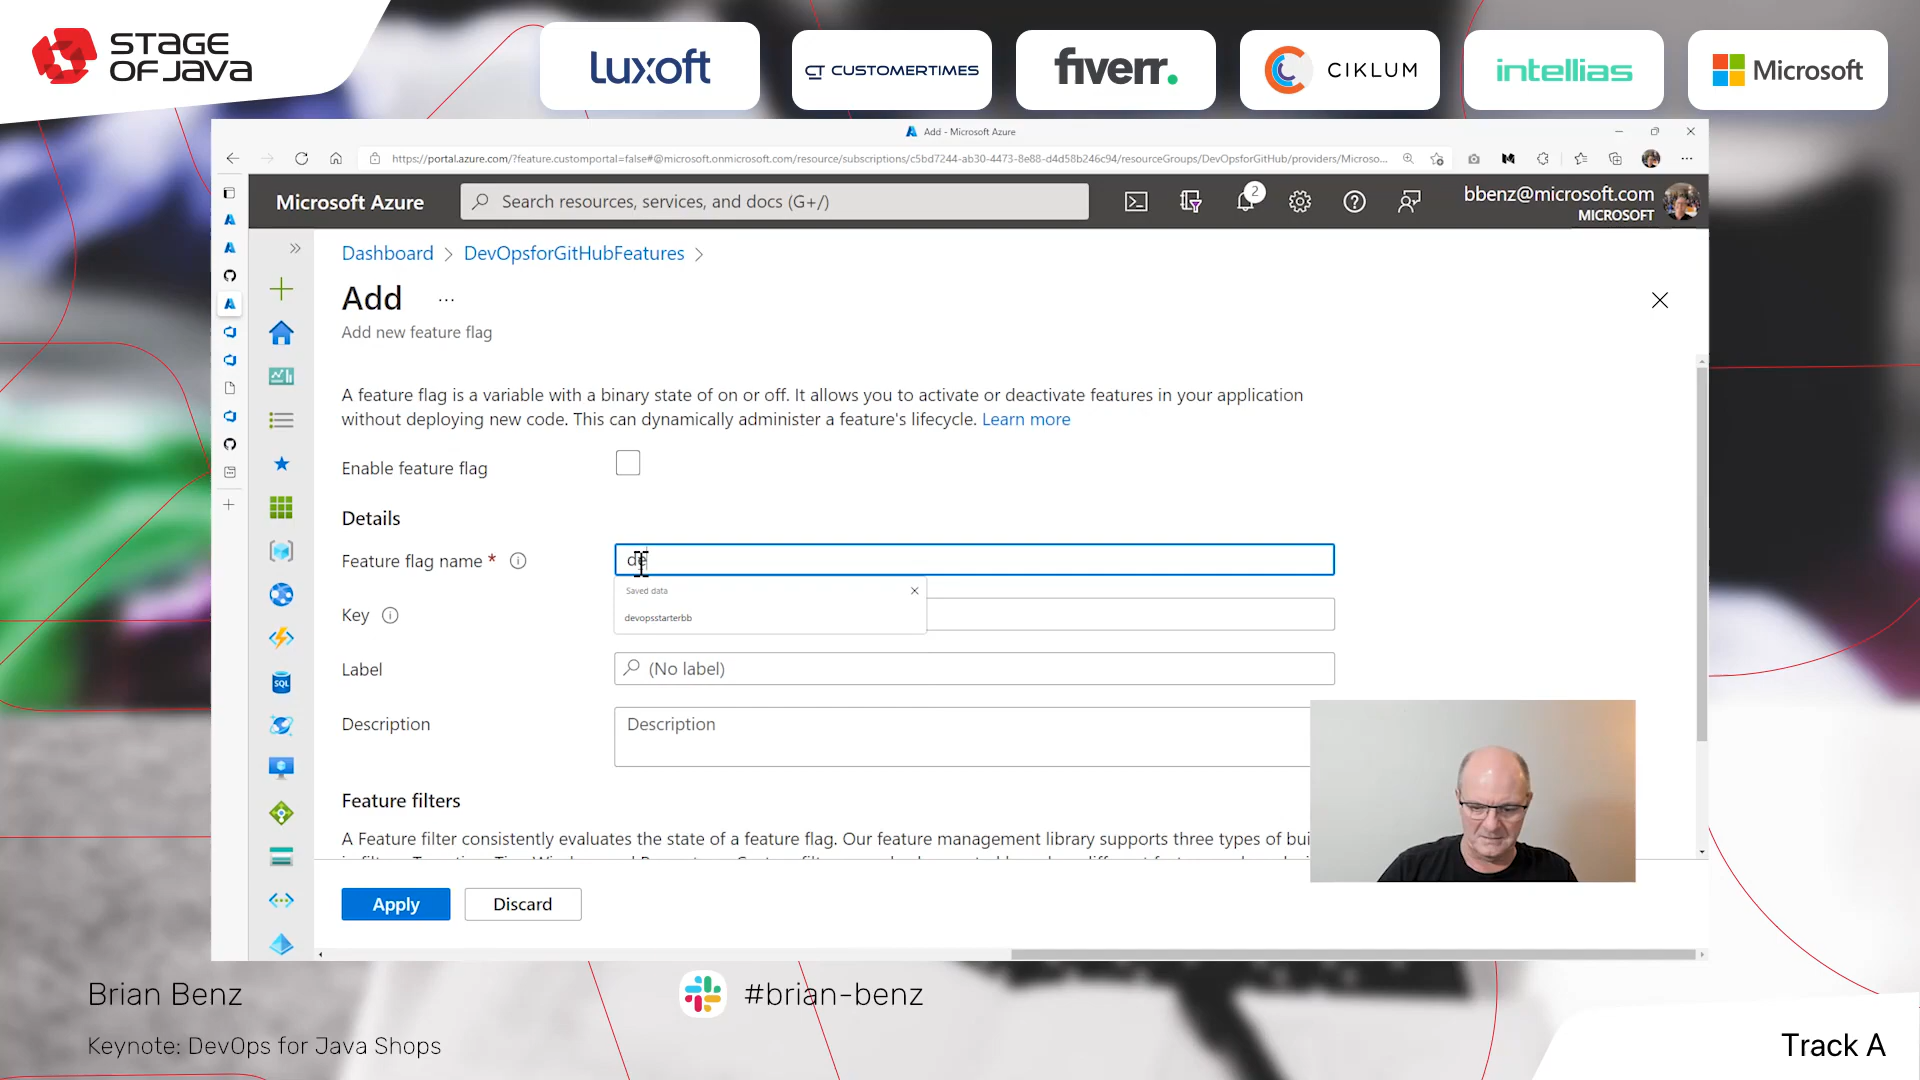 STAGE
OF JAVA
Luxoft
CT CUSTOMERTIMES
fiverr.
CIKLUM
intellias
Microsoft
Add - Microsoft Azure
https://portal.azure.com/?feature.customportal=false#@microsoft.onmicrosoft.com/resource/subscriptions/c5bd7244-ab30-4473-8e88-d4d58b246c94/resourceGroups/DevOpsforGitHub/providers/Microso...
Microsoft Azure
Search resources, services, and docs (G+/)
2
bbenz@microsoft.com
MICROSOFT
Dashboard > DevOpsforGitHubFeatures >
Add ...
Add new feature flag
A feature flag is a variable with a binary state of on or off. It allows you to activate or deactivate features in your application
without deploying new code. This can dynamically administer a feature's lifecycle. Learn more
Enable feature flag
Details
Feature flag name *
de
Saved data
devopsstarterbb
Key
Label
(No label)
Description
Description
SQL
Feature filters
A Feature filter consistently evaluates the state of a feature flag. Our feature management library supports three types of bui
Apply
Discard
Brian Benz
#brian-benz
Keynote: DevOps for Java Shops
Track A